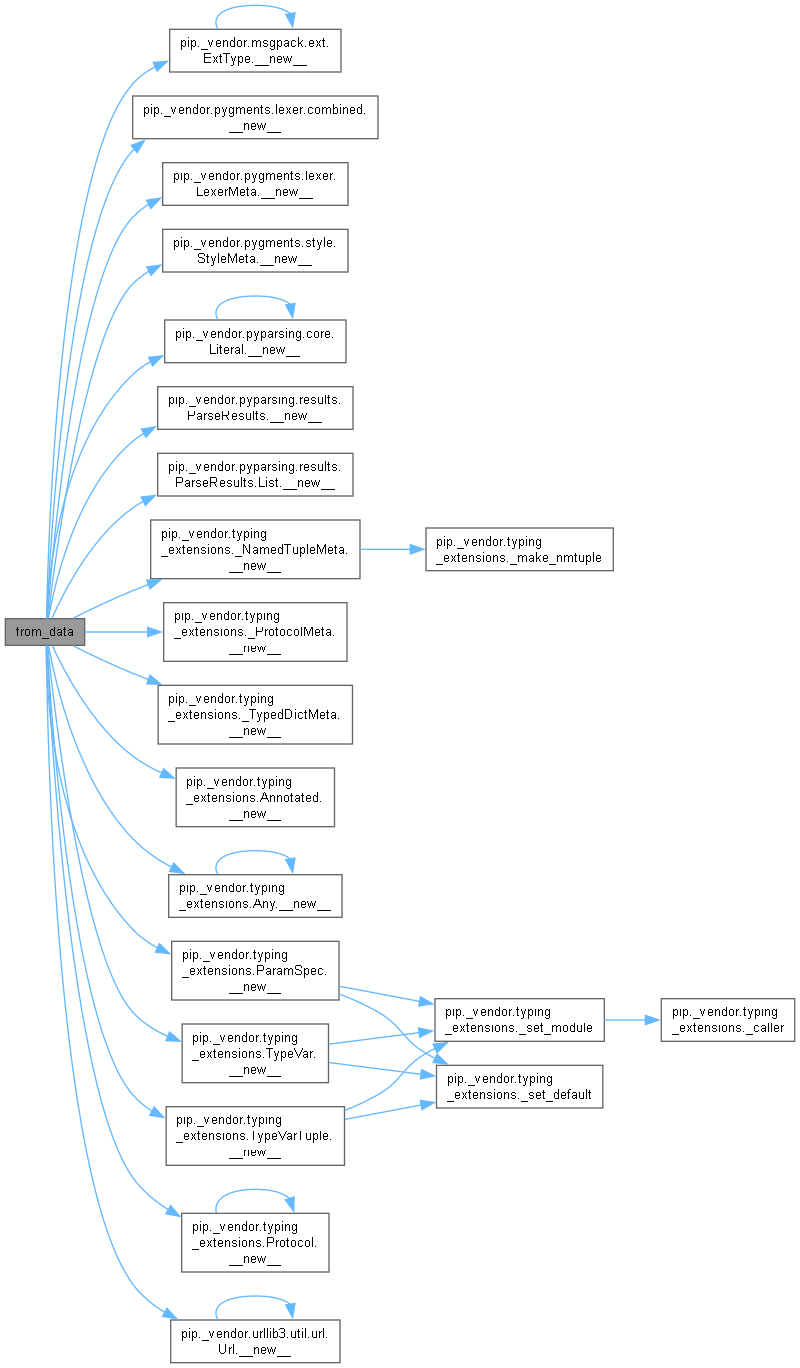 pip._vendor.msgpack.ext.
ExtType.__new__
pip._vendor.pygments.lexer.combined.
__new__
pip._vendor.pygments.lexer.
LexerMeta.__new__
pip._vendor.pygments.style.
StyleMeta.__new__
pip._vendor.pyparsing.core.
Literal.__new__
pip._vendor.pyparsing.results.
ParseResults.__new__
pip._vendor.pyparsing.results.
ParseResults.List.__new__
pip._vendor.typing
_extensions._NamedTupleMeta.
__new__
pip._vendor.typing
_extensions._make_nmtuple
from_data
pip._vendor.typing
_extensions._ProtocolMeta.
__new__
pip._vendor.typing
_extensions._TypedDictMeta.
__new__
pip._vendor.typing
_extensions.Annotated.
__new__
pip._vendor.typing
_extensions.Any.__new__
pip._vendor.typing
_extensions.ParamSpec.
__new__
pip._vendor.typing
_extensions._set_module
pip._vendor.typing
_extensions._caller
pip._vendor.typing
_extensions.TypeVar.
__new__
pip._vendor.typing
_extensions._set_default
pip._vendor.typing
_extensions.TypeVarTuple.
__new__
pip._vendor.typing
_extensions.Protocol.
__new__
pip._vendor.urllib3.util.url.
Url.__new__